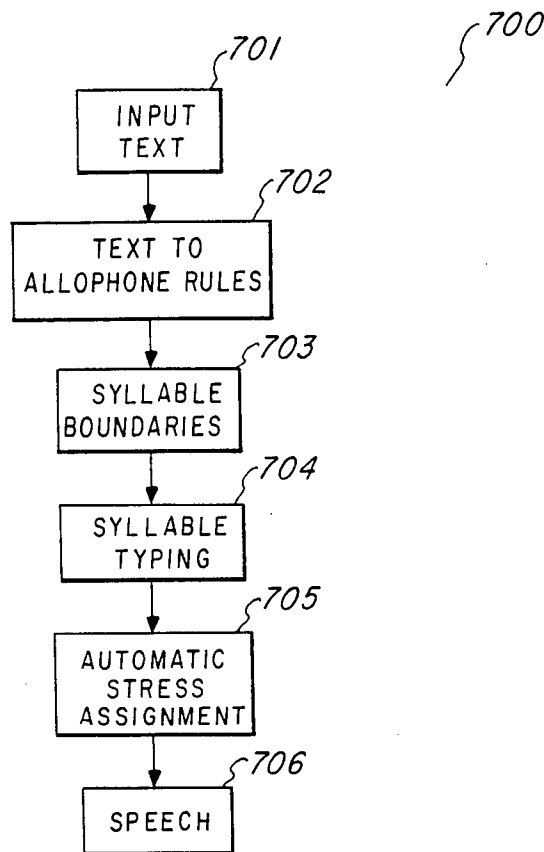 700
701
INPUT
TEXT
702
TEXT TO
ALLOPHONE RULES
703
SYLLABLE
BOUNDARIES
704
SYLLABLE
TYPING
705
AUTOMATIC
STRESS
ASSIGNMENT
706
SPEECH